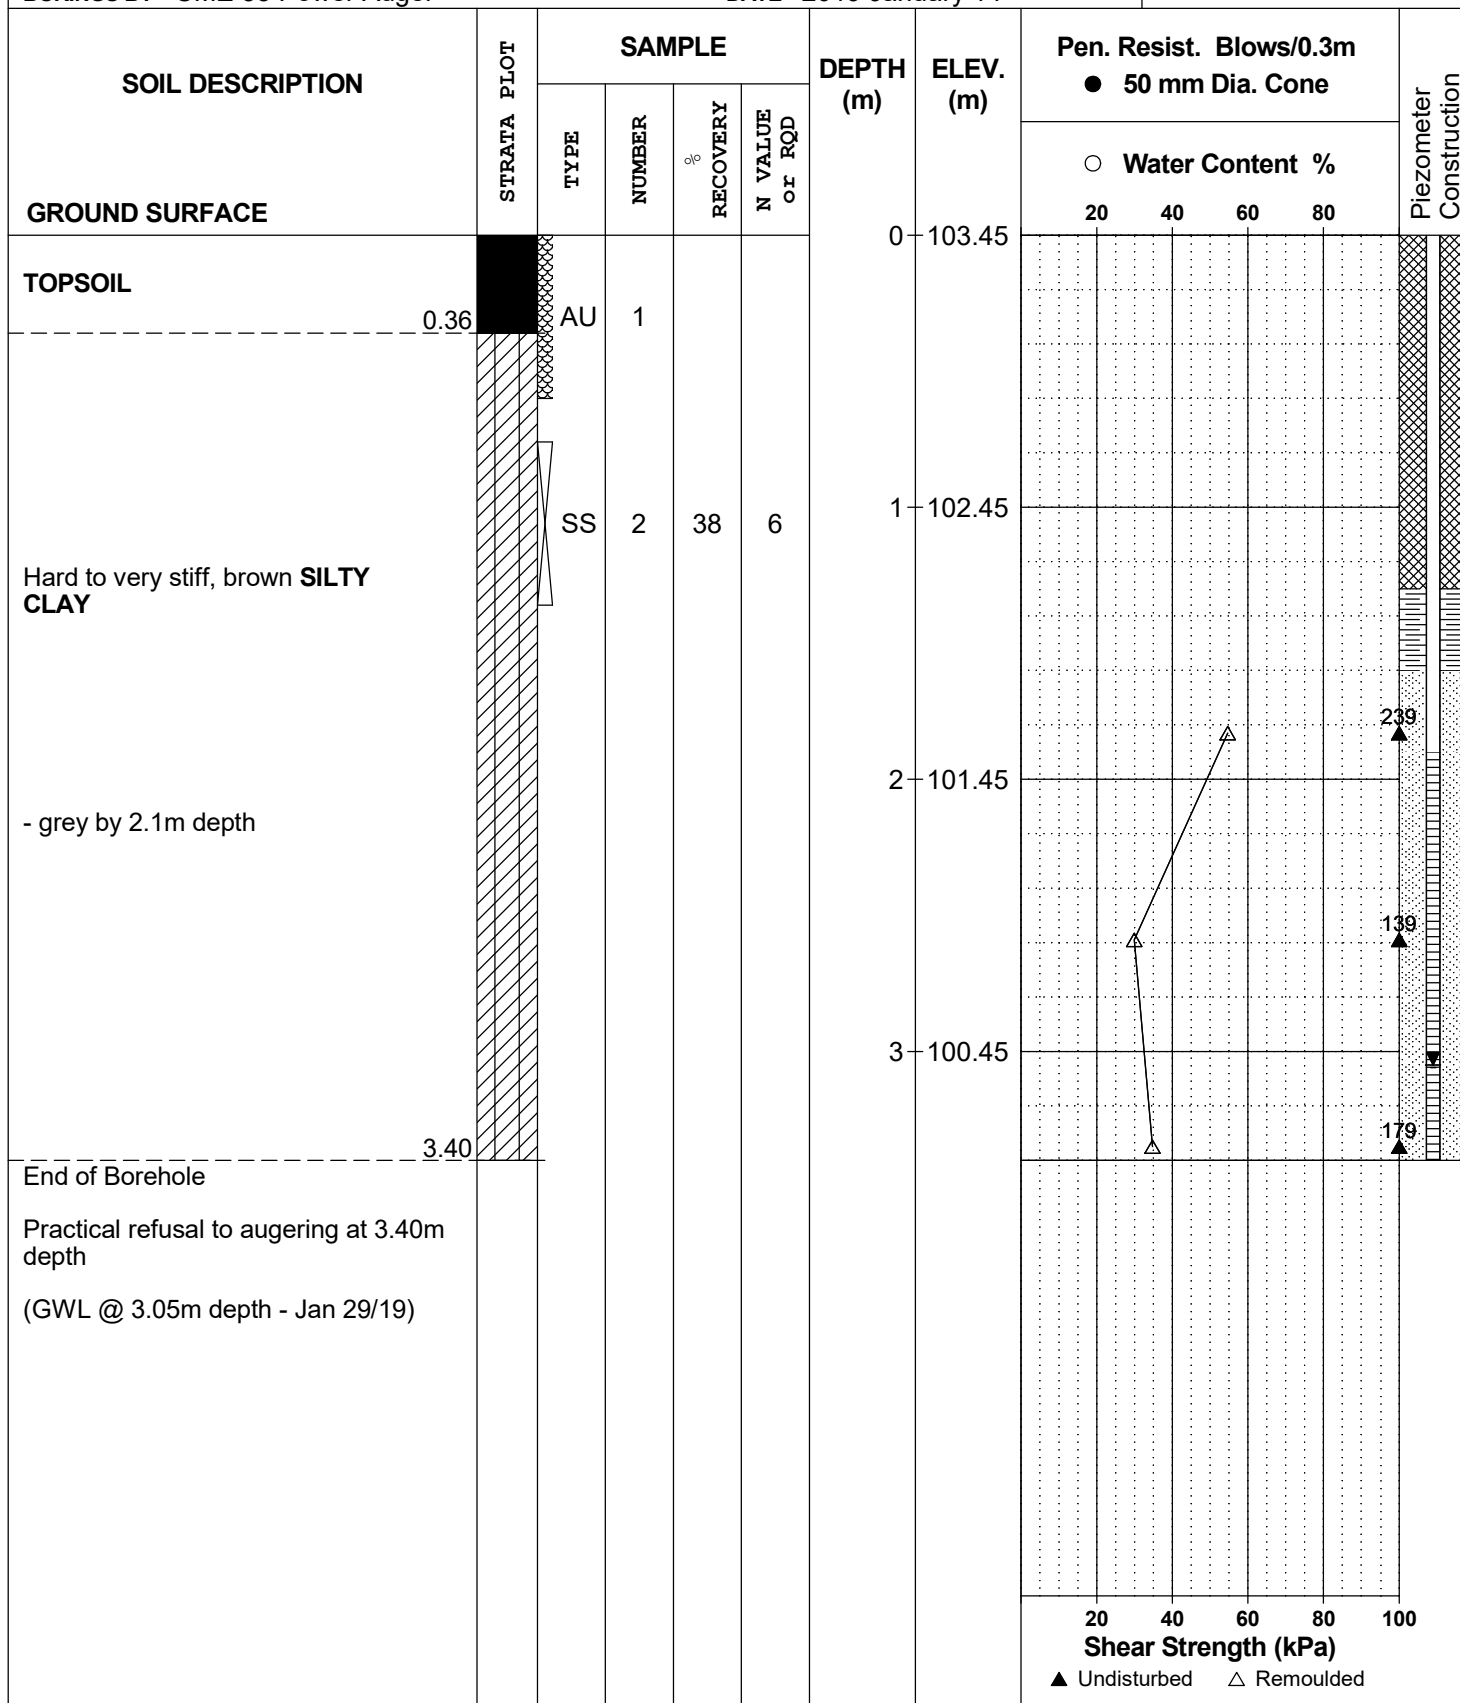 SOIL DESCRIPTION
GROUND SURFACE
STRATA PLOT
SAMPLE
TYPE
NUMBER
%
RECOVERY
N VALUE
or RQD
DEPTH
(m)
ELEV.
(m)
Pen. Resist. Blows/0.3m
● 50 mm Dia. Cone
○ Water Content %
20 40 60 80
Piezometer
Construction
0 103.45
TOPSOIL
0.36
AU 1
1 102.45
SS 2 38 6
Hard to very stiff, brown SILTY
CLAY
239
2 101.45
- grey by 2.1m depth
139
3 100.45
179
3.40
End of Borehole
Practical refusal to augering at 3.40m
depth
(GWL @ 3.05m depth - Jan 29/19)
20 40 60 80 100
Shear Strength (kPa)
▲ Undisturbed △ Remoulded